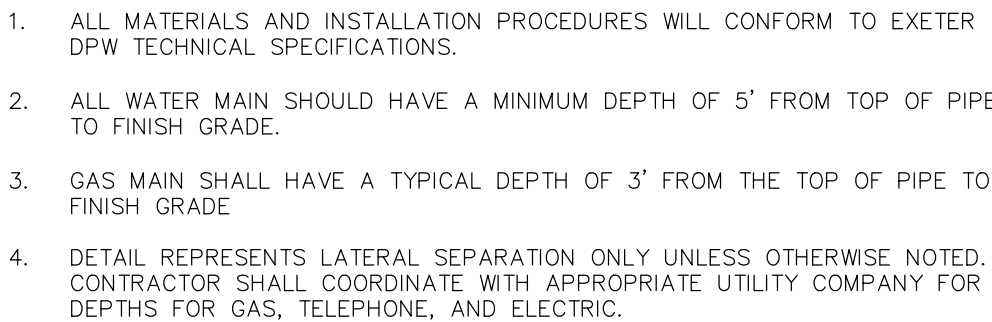 1. ALL MATERIALS AND INSTALLATION PROCEDURES WILL CONFORM TO EXETER
DPW TECHNICAL SPECIFICATIONS.
2. ALL WATER MAIN SHOULD HAVE A MINIMUM DEPTH OF 5' FROM TOP OF PIPE
TO FINISH GRADE.
3. GAS MAIN SHALL HAVE A TYPICAL DEPTH OF 3' FROM THE TOP OF PIPE TO
FINISH GRADE
4. DETAIL REPRESENTS LATERAL SEPARATION ONLY UNLESS OTHERWISE NOTED.
CONTRACTOR SHALL COORDINATE WITH APPROPRIATE UTILITY COMPANY FOR
DEPTHS FOR GAS, TELEPHONE, AND ELECTRIC.